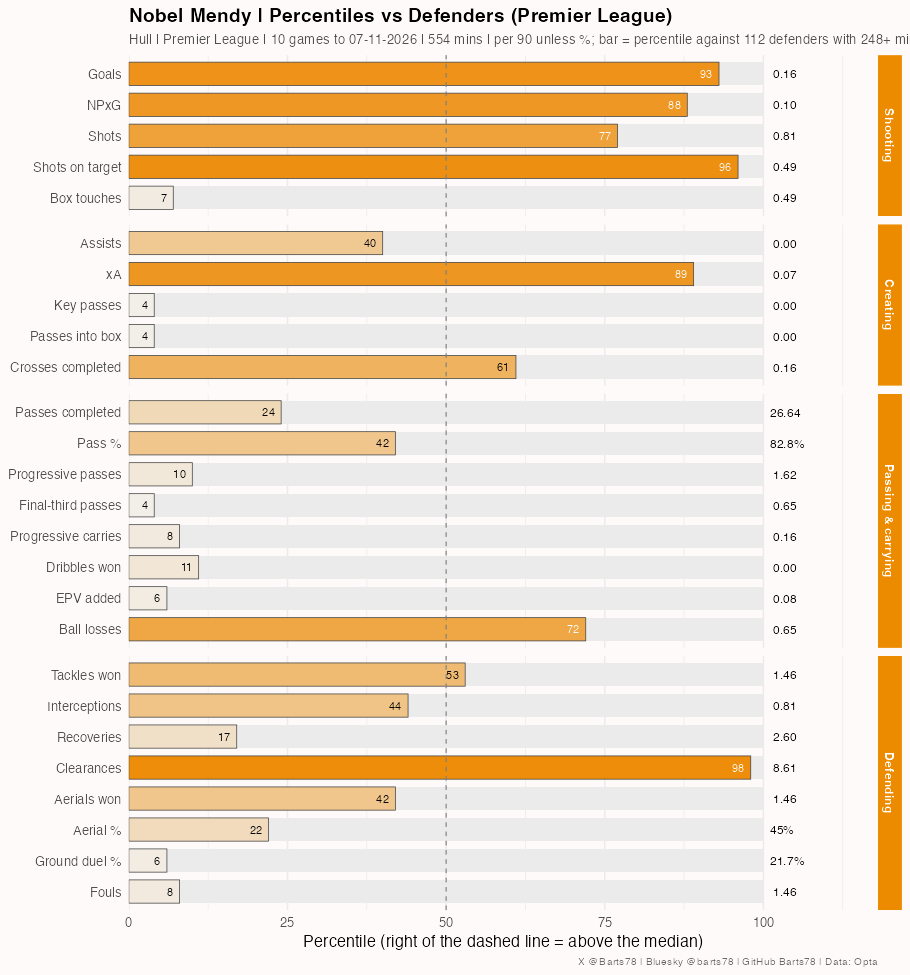 Nobel Mendy | Percentiles vs Defenders (Premier League)
Hull | Premier League | 10 games to 07-11-2026 | 554 mins | per 90 unless %; bar = percentile against 112 defenders with 248+ mi
Shooting
Goals 93 0.16
NPxG 88 0.10
Shots 77 0.81
Shots on target 96 0.49
Box touches 7 0.49
Creating
Assists 40 0.00
xA 89 0.07
Key passes 4 0.00
Passes into box 4 0.00
Crosses completed 61 0.16
Passing & carrying
Passes completed 24 26.64
Pass % 42 82.8%
Progressive passes 10 1.62
Final-third passes 4 0.65
Progressive carries 8 0.16
Dribbles won 11 0.00
EPV added 6 0.08
Ball losses 72 0.65
Defending
Tackles won 53 1.46
Interceptions 44 0.81
Recoveries 17 2.60
Clearances 98 8.61
Aerials won 42 1.46
Aerial % 22 45%
Ground duel % 6 21.7%
Fouls 8 1.46
0 25 50 75 100
Percentile (right of the dashed line = above the median)
X @Barts78 | Bluesky @barts78 | GitHub Barts78 | Data: Opta